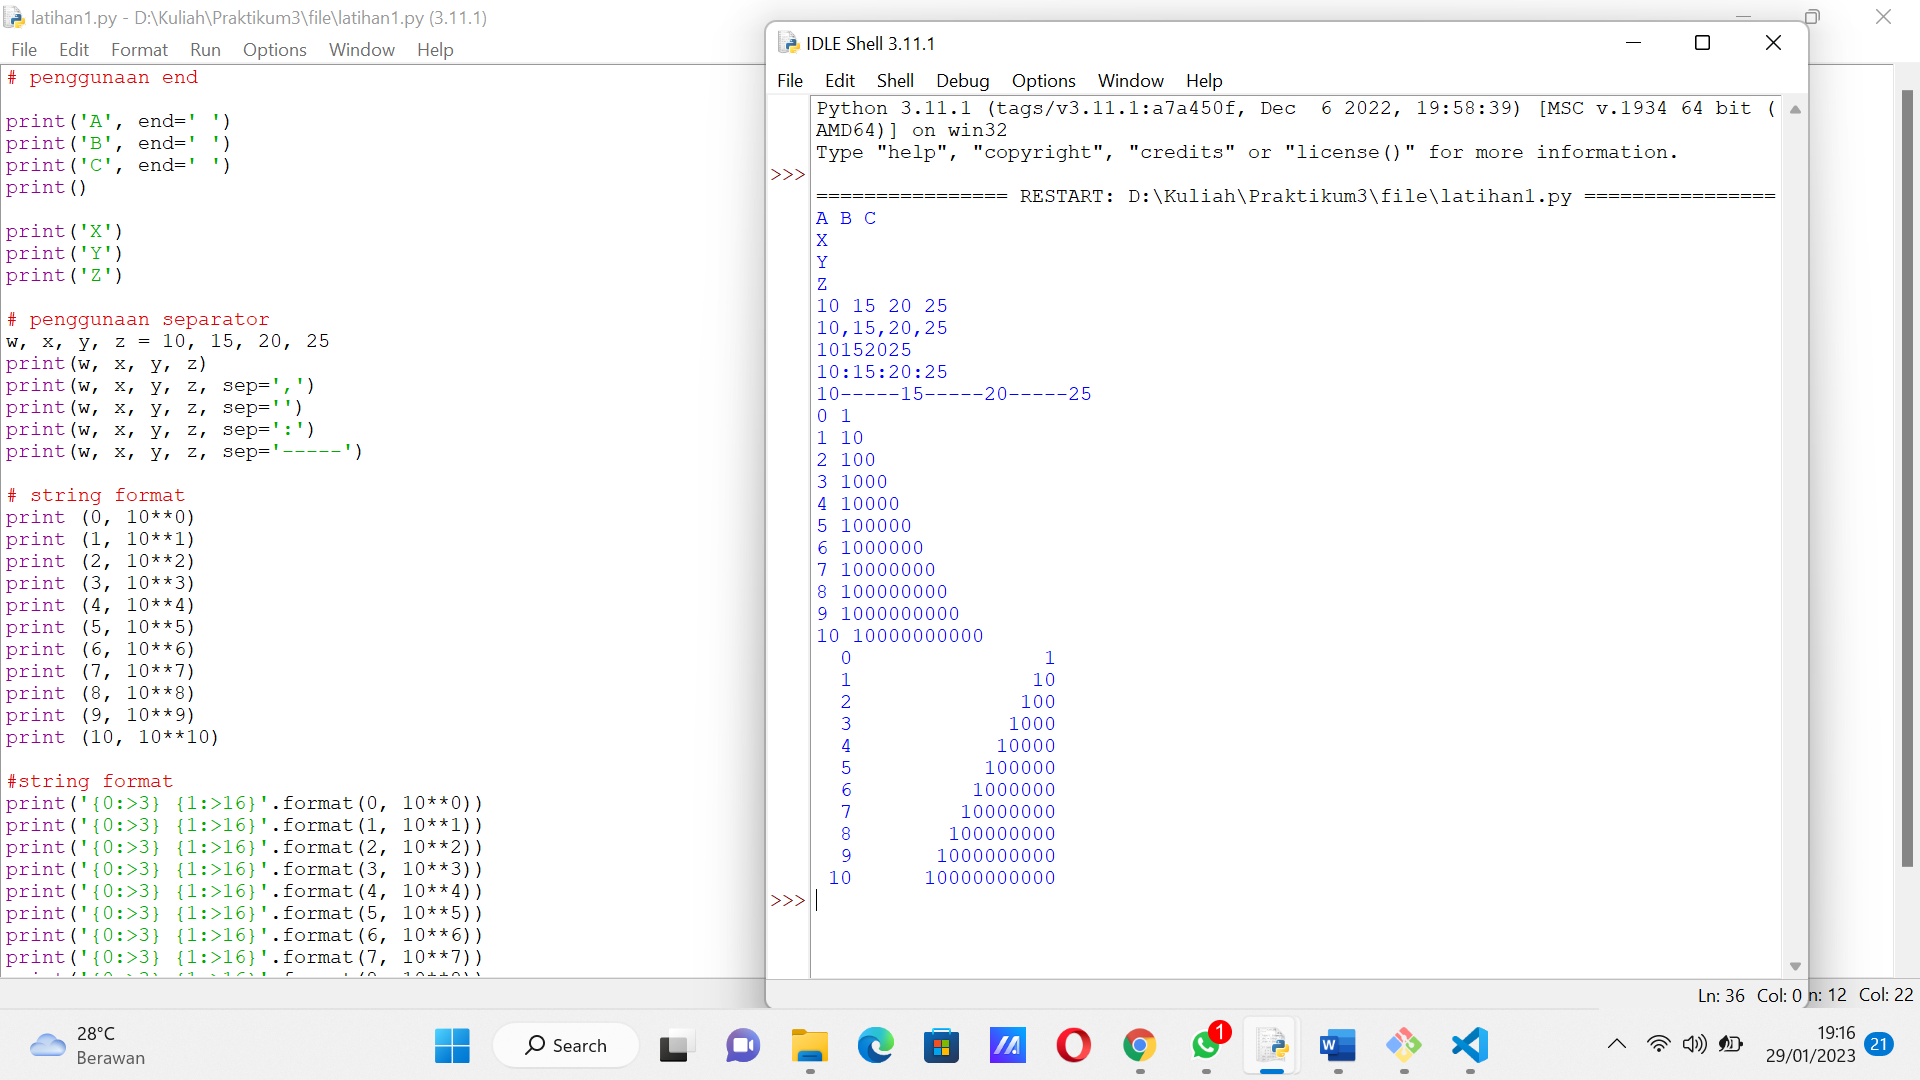 latihan1.py - D:\Kuliah\Praktikum3\file\latihan1.py (3.11.1)
File Edit Format Run Options Window Help
# penggunaan end
print('A', end=' ')
print('B', end=' ')
print('C', end=' ')
print()
print('X')
print('Y')
print('Z')
# penggunaan separator
w, x, y, z = 10, 15, 20, 25
print(w, x, y, z)
print(w, x, y, z, sep=',')
print(w, x, y, z, sep='')
print(w, x, y, z, sep=':')
print(w, x, y, z, sep='-----')
# string format
print (0, 10**0)
print (1, 10**1)
print (2, 10**2)
print (3, 10**3)
print (4, 10**4)
print (5, 10**5)
print (6, 10**6)
print (7, 10**7)
print (8, 10**8)
print (9, 10**9)
print (10, 10**10)
#string format
print('{0:>3} {1:>16}'.format(0, 10**0))
print('{0:>3} {1:>16}'.format(1, 10**1))
print('{0:>3} {1:>16}'.format(2, 10**2))
print('{0:>3} {1:>16}'.format(3, 10**3))
print('{0:>3} {1:>16}'.format(4, 10**4))
print('{0:>3} {1:>16}'.format(5, 10**5))
print('{0:>3} {1:>16}'.format(6, 10**6))
print('{0:>3} {1:>16}'.format(7, 10**7))
IDLE Shell 3.11.1
File Edit Shell Debug Options Window Help
Python 3.11.1 (tags/v3.11.1:a7a450f, Dec  6 2022, 19:58:39) [MSC v.1934 64 bit (
AMD64)] on win32
Type "help", "copyright", "credits" or "license()" for more information.
>>>
================ RESTART: D:\Kuliah\Praktikum3\file\latihan1.py ================
A B C
X
Y
Z
10 15 20 25
10,15,20,25
10152025
10:15:20:25
10-----15-----20-----25
0 1
1 10
2 100
3 1000
4 10000
5 100000
6 1000000
7 10000000
8 100000000
9 1000000000
10 10000000000
  0                1
  1               10
  2              100
  3             1000
  4            10000
  5           100000
  6          1000000
  7         10000000
  8        100000000
  9       1000000000
 10      10000000000
>>>
Ln: 36 Col: 0
n: 12 Col: 22
28°C
Berawan
Search
1
19:16
29/01/2023
21